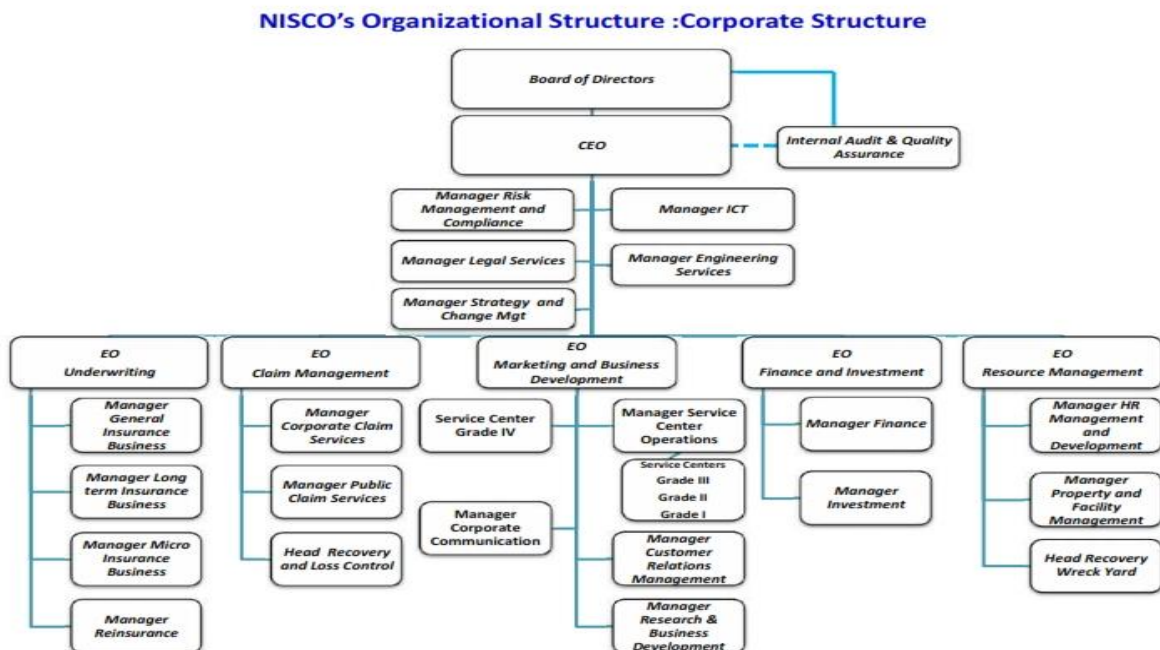 NISCO’s Organizational Structure :Corporate Structure
Board of Directors
CEO
Internal Audit & Quality
Assurance
Manager Risk
Management and
Compliance
Manager ICT
Manager Legal Services
Manager Engineering
Services
Manager Strategy and
Change Mgt
EO
Underwriting
EO
Claim Management
EO
Marketing and Business
Development
EO
Finance and Investment
EO
Resource Management
Manager
General
Insurance
Business
Manager Long
term Insurance
Business
Manager Micro
Insurance
Business
Manager
Reinsurance
Manager
Corporate Claim
Services
Manager Public
Claim Services
Head Recovery
and Loss Control
Service Center
Grade IV
Manager
Corporate
Communication
Manager Service
Center
Operations
Service Centers
Grade III
Grade II
Grade I
Manager
Customer
Relations
Management
Manager
Research &
Business
Development
Manager Finance
Manager
Investment
Manager HR
Management
and
Development
Manager
Property and
Facility
Management
Head Recovery
Wreck Yard